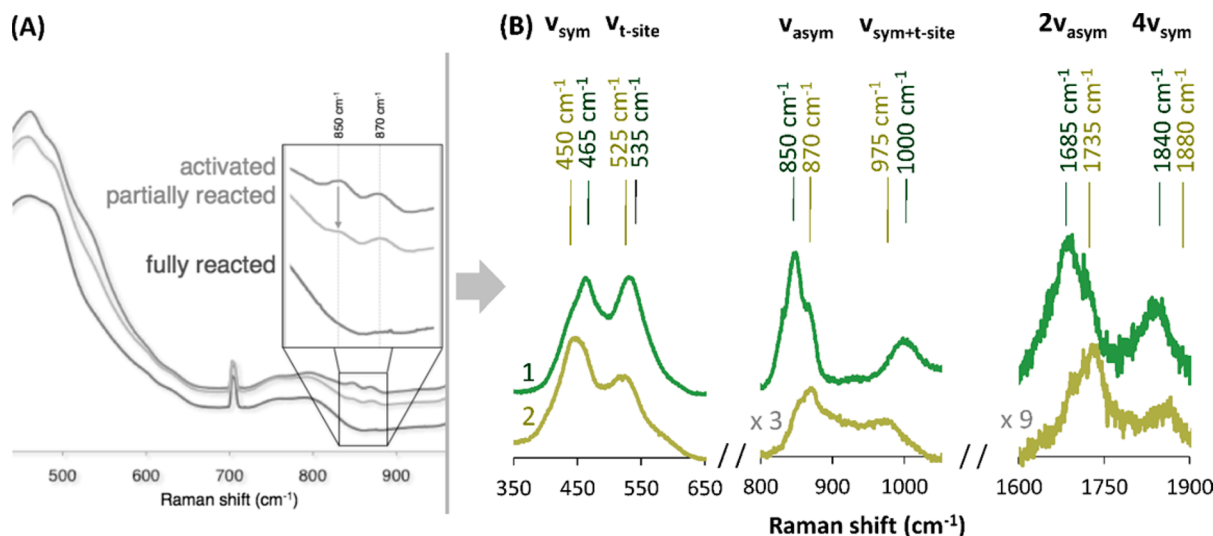 (A)
850 cm-1
870 cm-1
activated
partially reacted
fully reacted
500 600 700 800 900
Raman shift (cm-1)
(B) vsym vt-site vasym vsym+t-site 2vasym 4vsym
450 cm-1
465 cm-1
525 cm-1
535 cm-1
850 cm-1
870 cm-1
975 cm-1
1000 cm-1
1685 cm-1
1735 cm-1
1840 cm-1
1880 cm-1
1
2
x 3
x 9
350 450 550 650 // 800 900 1000 // 1600 1750 1900
Raman shift (cm-1)